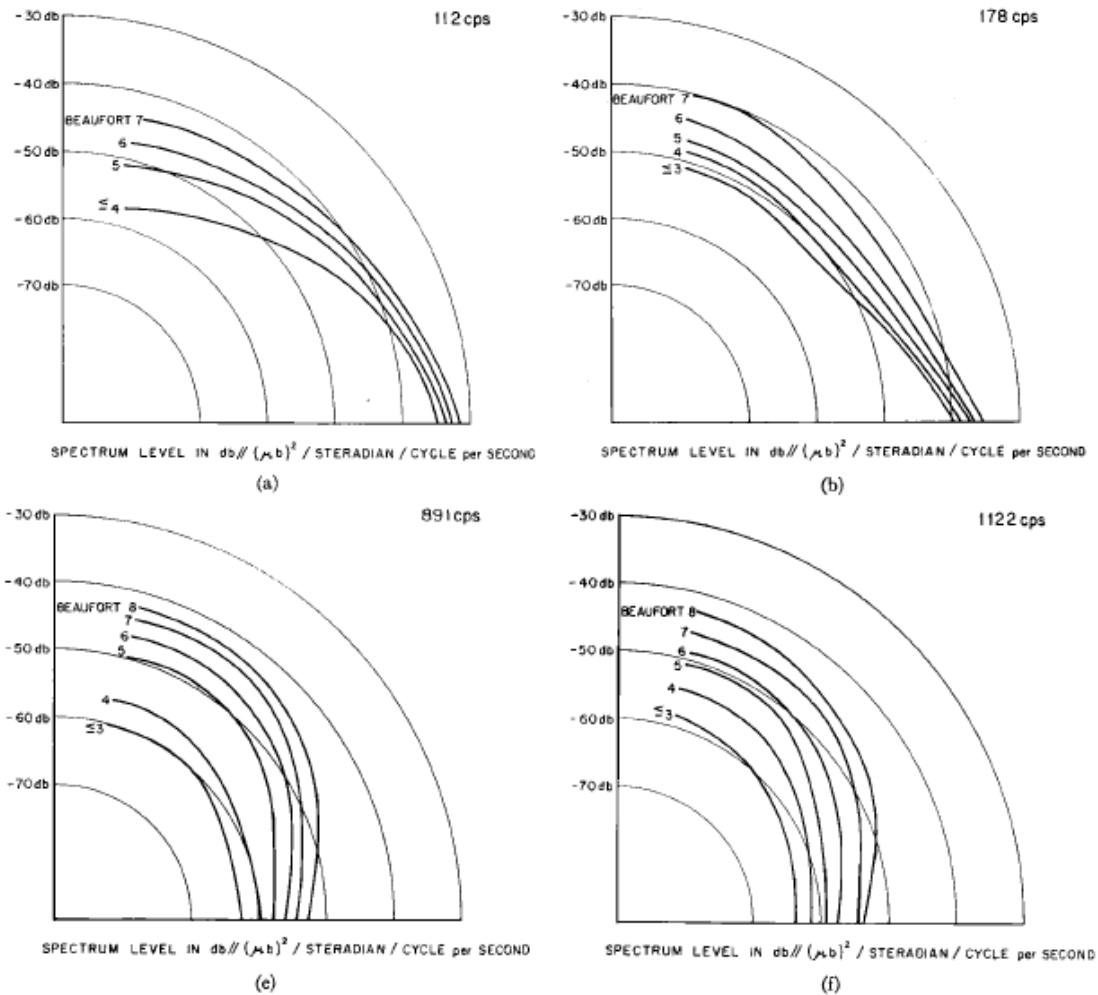 112 cps
-30 db
-40 db
BEAUFORT 7
6
-50 db
5
≤4
-60 db
-70 db
SPECTRUM LEVEL IN db// (μb)² / STERADIAN / CYCLE per SECOND
(a)
178 cps
-30 db
-40 db
BEAUFORT 7
6
5
4
-50 db
≤3
-60 db
-70 db
SPECTRUM LEVEL IN db// (μb)² / STERADIAN / CYCLE per SECOND
(b)
891 cps
-30 db
-40 db
BEAUFORT 8
7
6
5
-50 db
4
≤3
-60 db
-70 db
SPECTRUM LEVEL IN db// (μb)² / STERADIAN / CYCLE per SECOND
(e)
1122 cps
-30 db
-40 db
BEAUFORT 8
7
6
-50 db
5
4
≤3
-60 db
-70 db
SPECTRUM LEVEL IN db// (μb)² / STERADIAN / CYCLE per SECOND
(f)